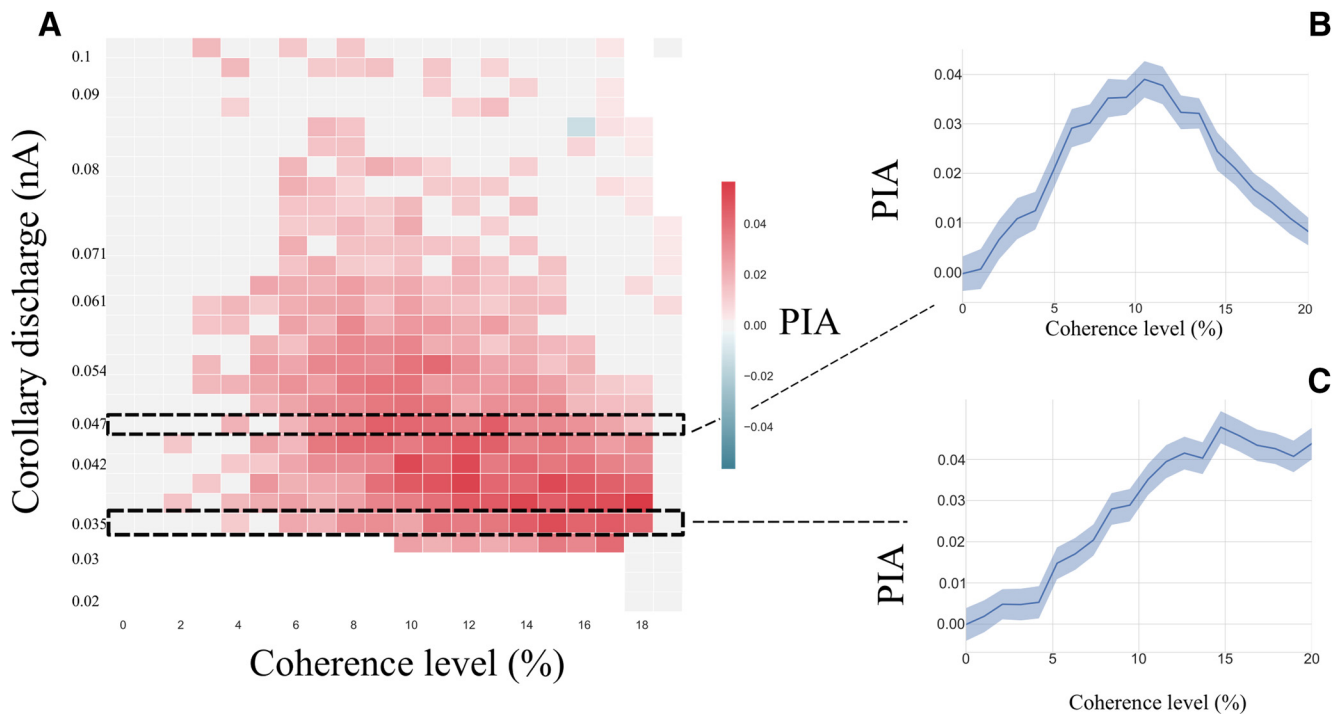 A
Corollary discharge (nA)
0.1
0.09
0.08
0.071
0.061
0.054
0.047
0.042
0.035
0.03
0.02
0 2 4 6 8 10 12 14 16 18
Coherence level (%)
0.04
0.02
0.00
−0.02
−0.04
PIA
B
PIA
0.04
0.03
0.02
0.01
0.00
0 5 10 15 20
Coherence level (%)
C
PIA
0.04
0.03
0.02
0.01
0.00
0 5 10 15 20
Coherence level (%)